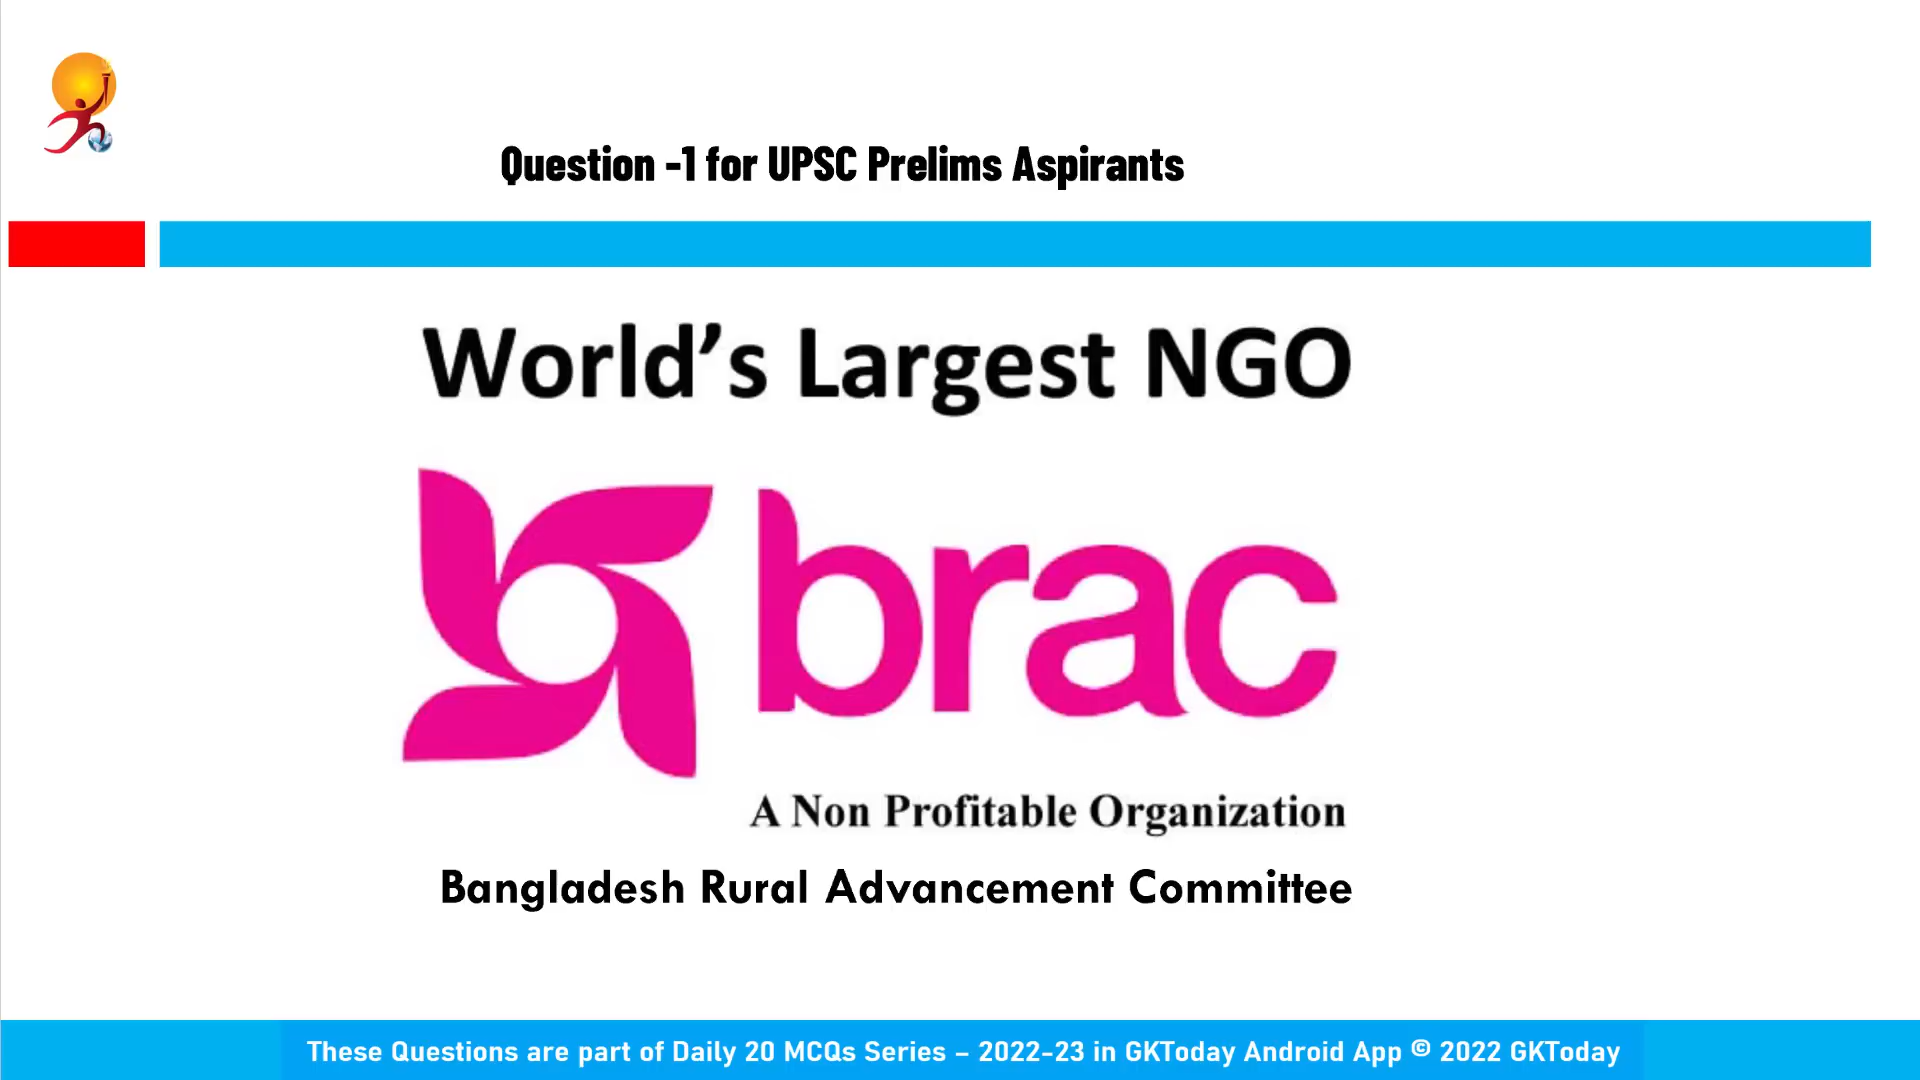 Question -1 for UPSC Prelims Aspirants
World's Largest NGO
brac
A Non Profitable Organization
Bangladesh Rural Advancement Committee
These Questions are part of Daily 20 MCQs Series – 2022-23 in GKToday Android App © 2022 GKToday